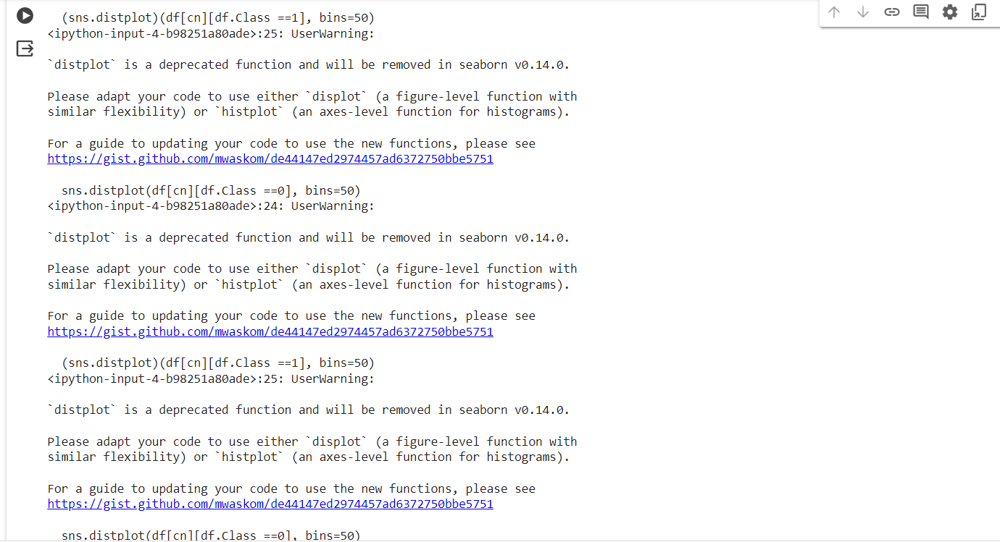 (sns.distplot)(df[cn][df.Class ==1], bins=50)
<ipython-input-4-b98251a80ade>:25: UserWarning:
`distplot` is a deprecated function and will be removed in seaborn v0.14.0.
Please adapt your code to use either `displot` (a figure-level function with
similar flexibility) or `histplot` (an axes-level function for histograms).
For a guide to updating your code to use the new functions, please see
https://gist.github.com/mwaskom/de44147ed2974457ad6372750bbe5751
sns.distplot(df[cn][df.Class ==0], bins=50)
<ipython-input-4-b98251a80ade>:24: UserWarning:
`distplot` is a deprecated function and will be removed in seaborn v0.14.0.
Please adapt your code to use either `displot` (a figure-level function with
similar flexibility) or `histplot` (an axes-level function for histograms).
For a guide to updating your code to use the new functions, please see
https://gist.github.com/mwaskom/de44147ed2974457ad6372750bbe5751
(sns.distplot)(df[cn][df.Class ==1], bins=50)
<ipython-input-4-b98251a80ade>:25: UserWarning:
`distplot` is a deprecated function and will be removed in seaborn v0.14.0.
Please adapt your code to use either `displot` (a figure-level function with
similar flexibility) or `histplot` (an axes-level function for histograms).
For a guide to updating your code to use the new functions, please see
https://gist.github.com/mwaskom/de44147ed2974457ad6372750bbe5751
sns.distplot(df[cn][df.Class ==0], bins=50)